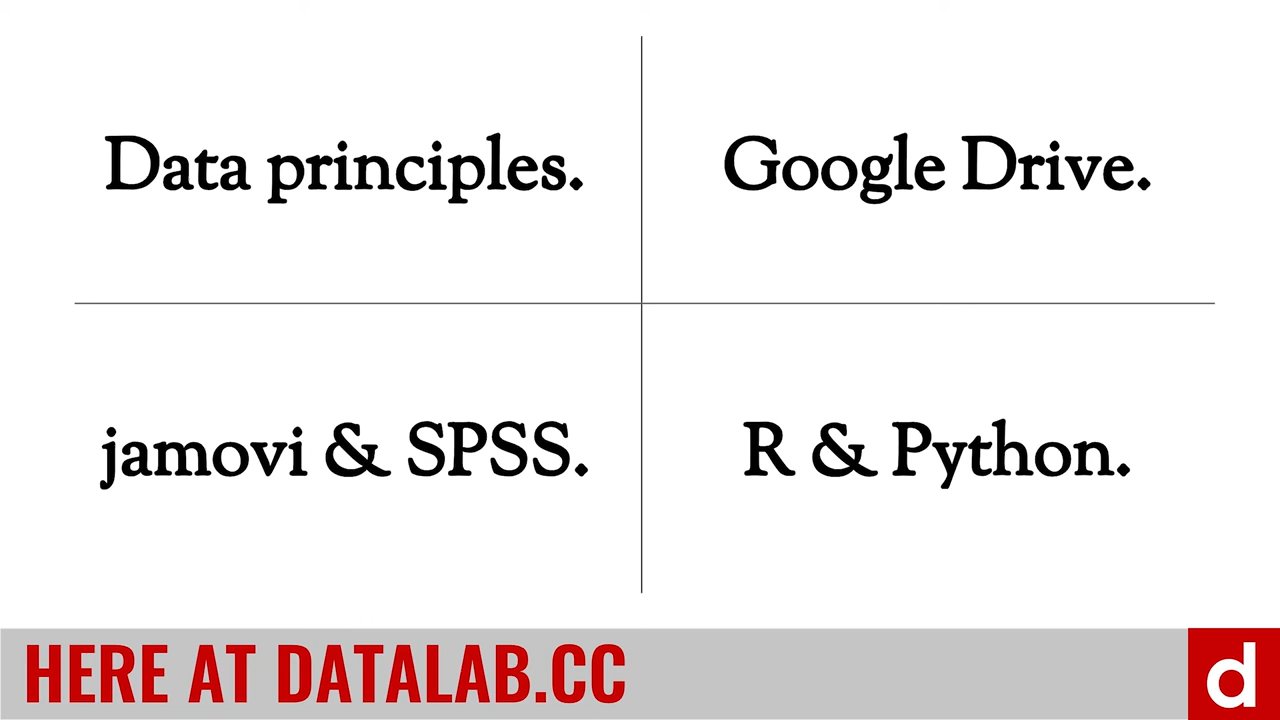 Data principles.
Google Drive.
jamovi & SPSS.
R & Python.
HERE AT DATALAB.CC
d